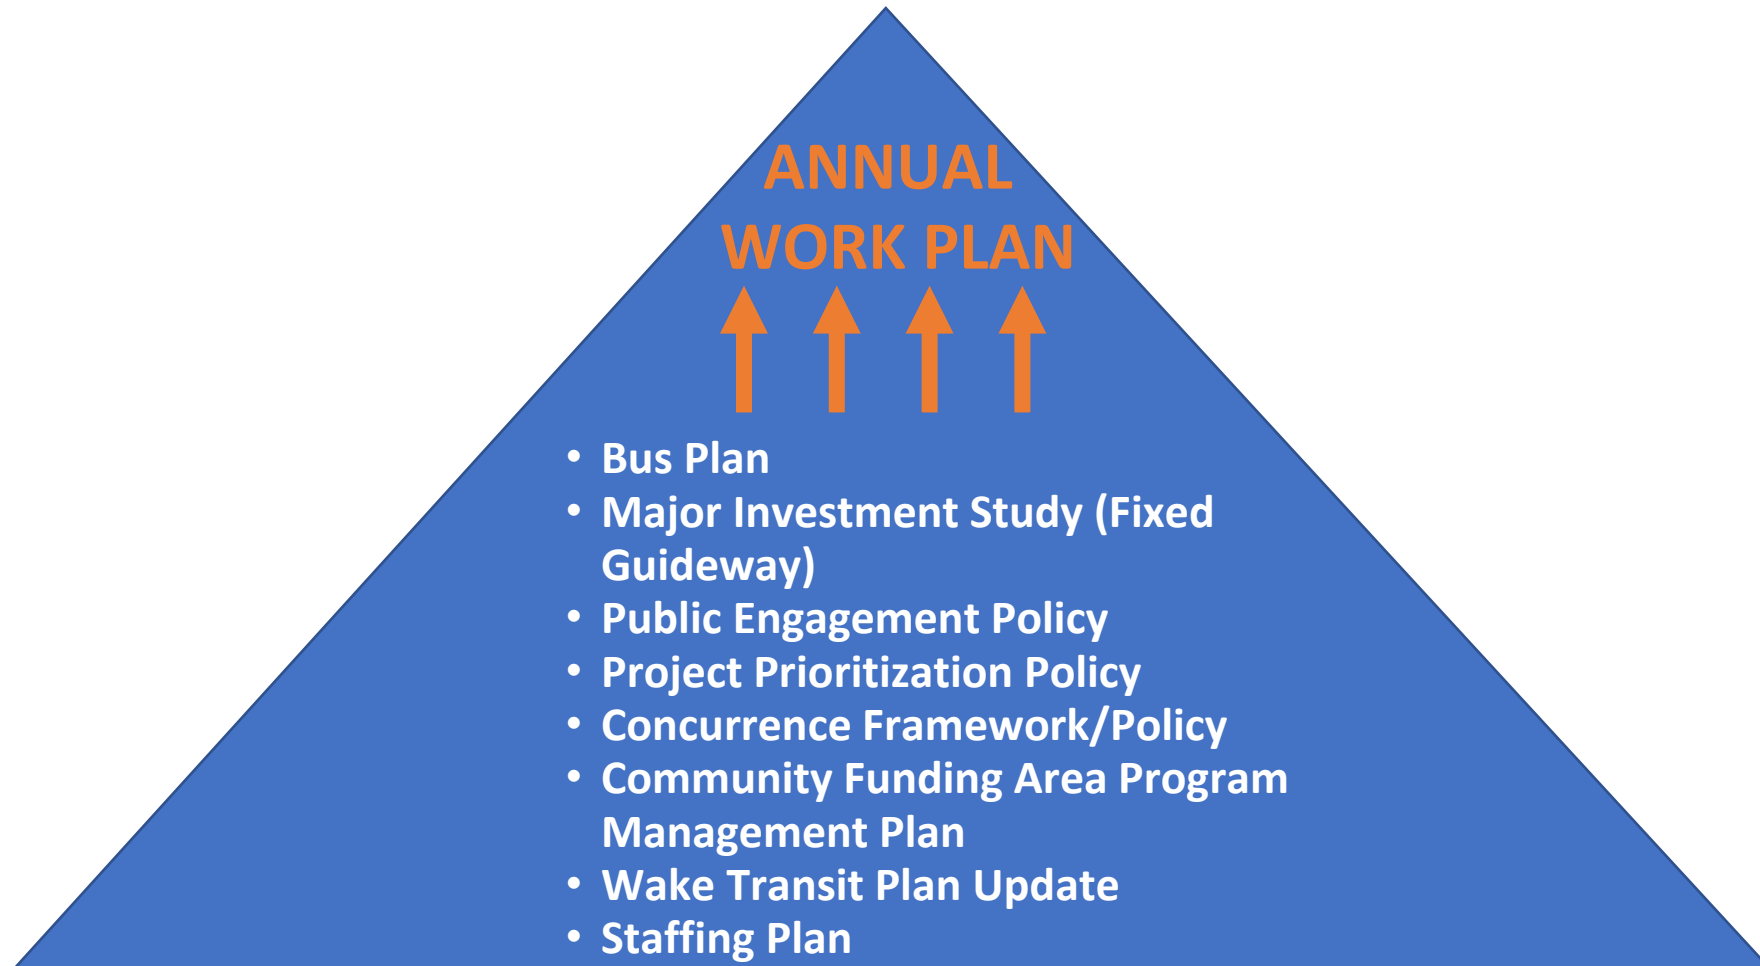 ANNUAL
WORK PLAN
• Bus Plan
• Major Investment Study (Fixed
Guideway)
• Public Engagement Policy
• Project Prioritization Policy
• Concurrence Framework/Policy
• Community Funding Area Program
Management Plan
• Wake Transit Plan Update
• Staffing Plan